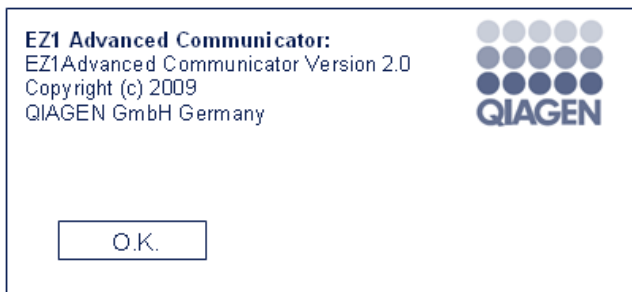 EZ1 Advanced Communicator:
EZ1Advanced Communicator Version 2.0
Copyright (c) 2009
QIAGEN GmbH Germany
QIAGEN
O.K.